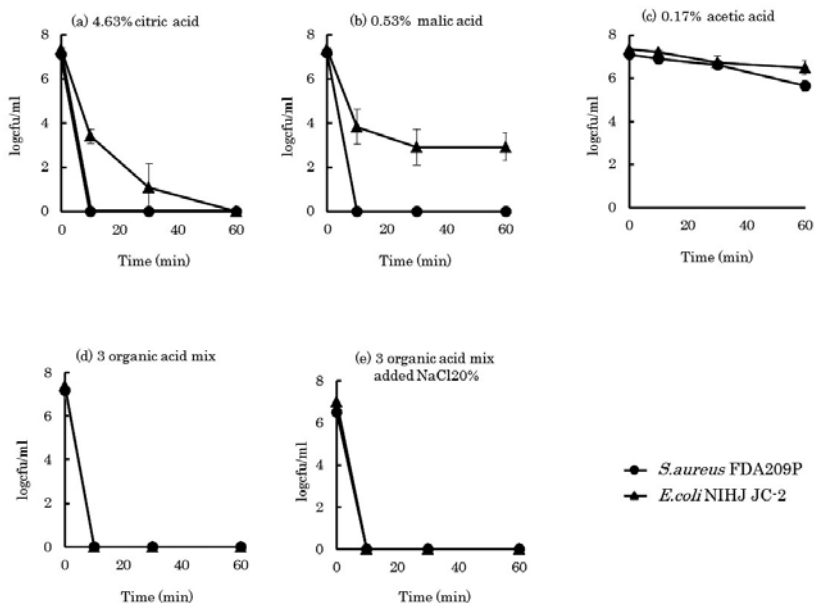 (a) 4.63% citric acid
8
6
4
2
0
logcfu/ml
0 20 40 60
Time (min)
(b) 0.53% malic acid
8
6
4
2
0
logcfu/ml
0 20 40 60
Time (min)
(c) 0.17% acetic acid
8
6
4
2
0
logcfu/ml
0 20 40 60
Time (min)
(d) 3 organic acid mix
8
6
4
2
0
logcfu/ml
0 20 40 60
Time (min)
(e) 3 organic acid mix
added NaCl20%
8
6
4
2
0
logcfu/ml
0 20 40 60
Time (min)
S.aureus FDA209P
E.coli NIHJ JC-2